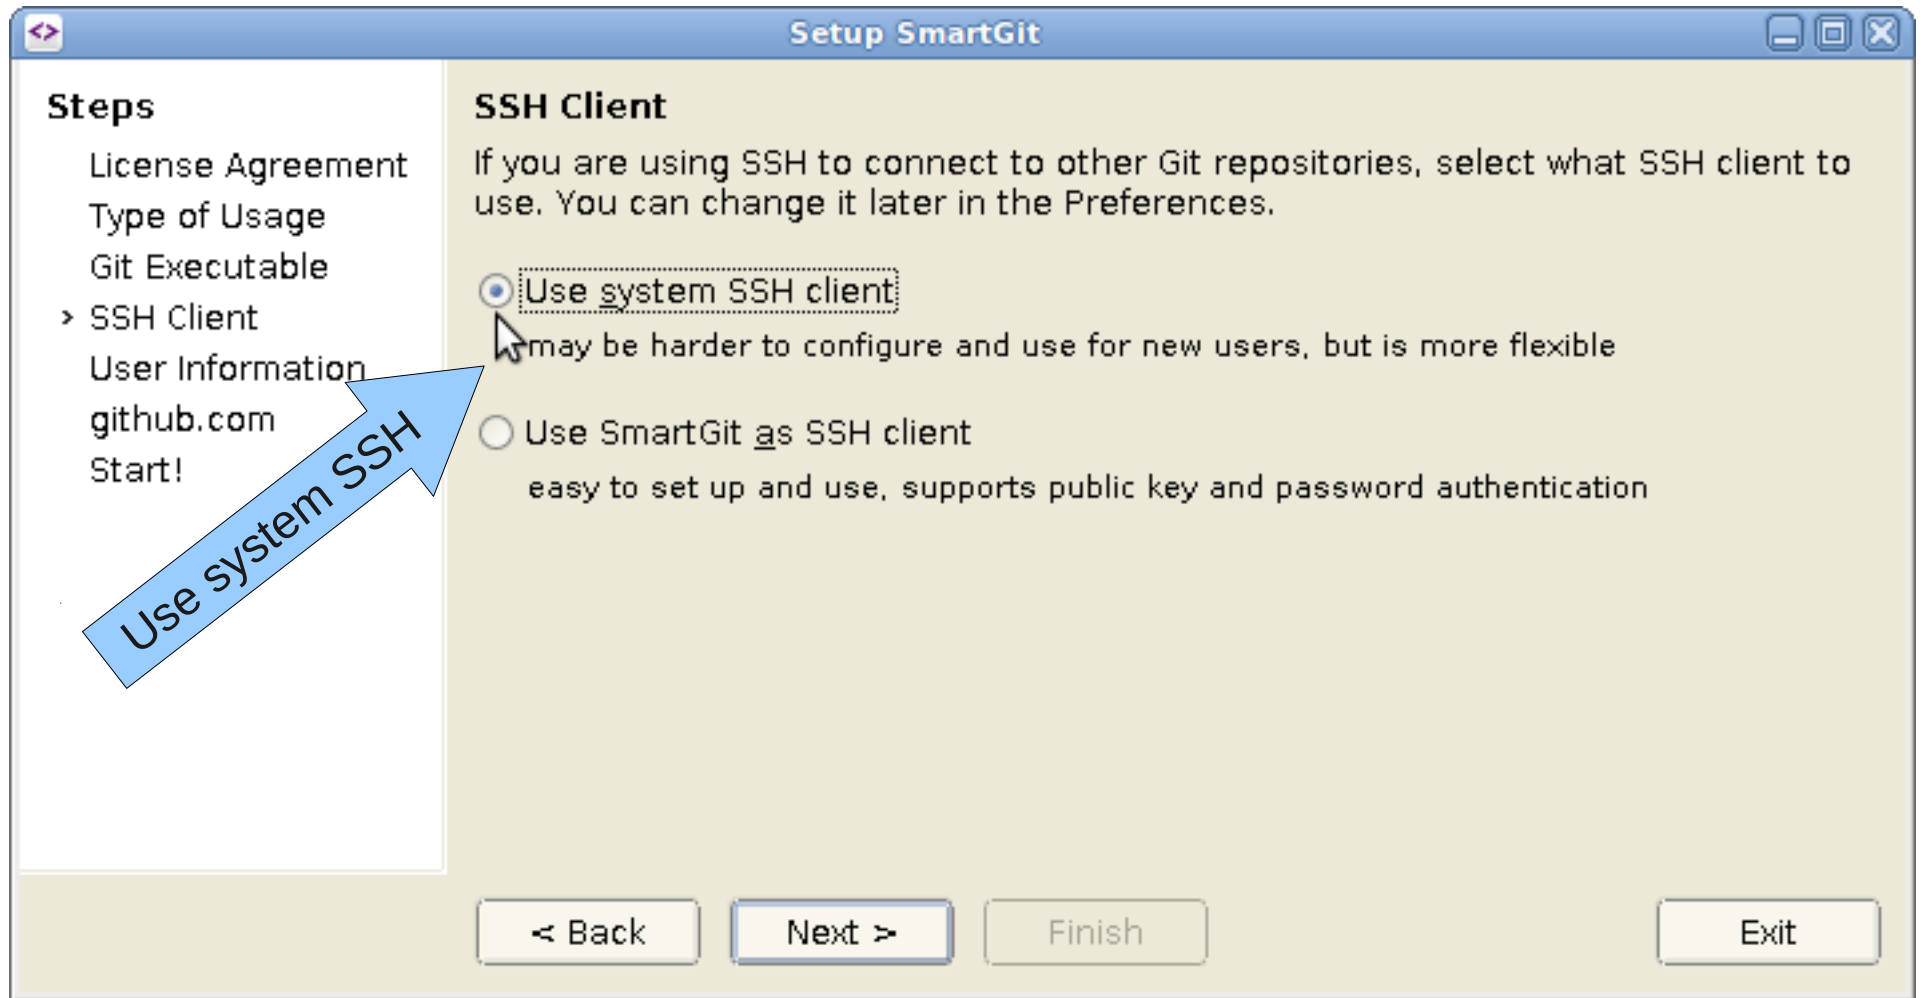 Setup SmartGit
Steps
License Agreement
Type of Usage
Git Executable
> SSH Client
User Information
github.com
Start!
Use system SSH
SSH Client
If you are using SSH to connect to other Git repositories, select what SSH client to
use. You can change it later in the Preferences.
Use system SSH client
may be harder to configure and use for new users, but is more flexible
Use SmartGit as SSH client
easy to set up and use, supports public key and password authentication
< Back
Next >
Finish
Exit